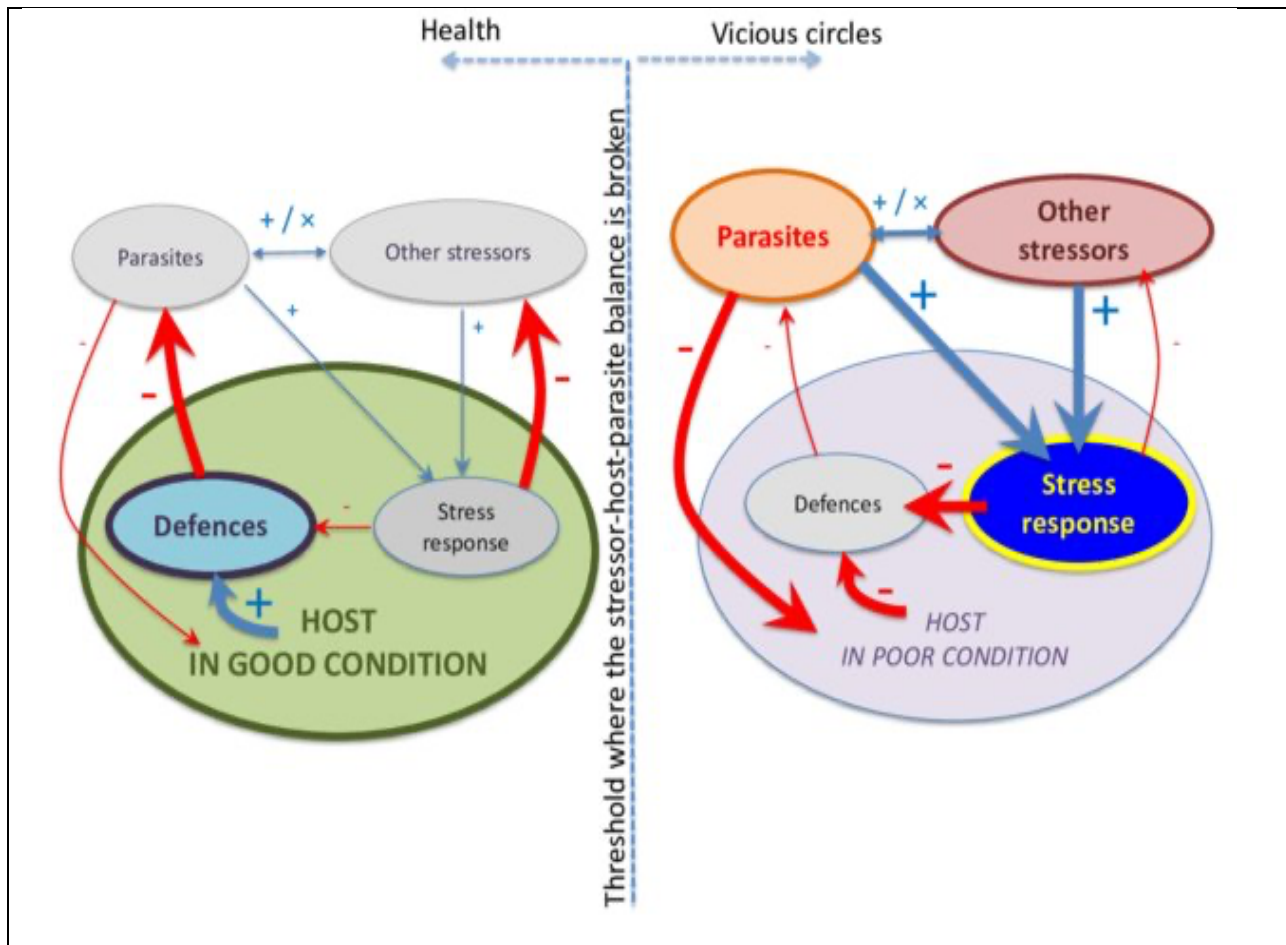 Health
Vicious circles
Threshold where the stressor-host-parasite balance is broken
+ / ×
Parasites
Other stressors
-
+
+
-
-
Defences
-
Stress
response
+
HOST
IN GOOD CONDITION
+ / ×
Parasites
Other
stressors
+
+
-
-
-
-
Defences
Stress
response
-
HOST
IN POOR CONDITION